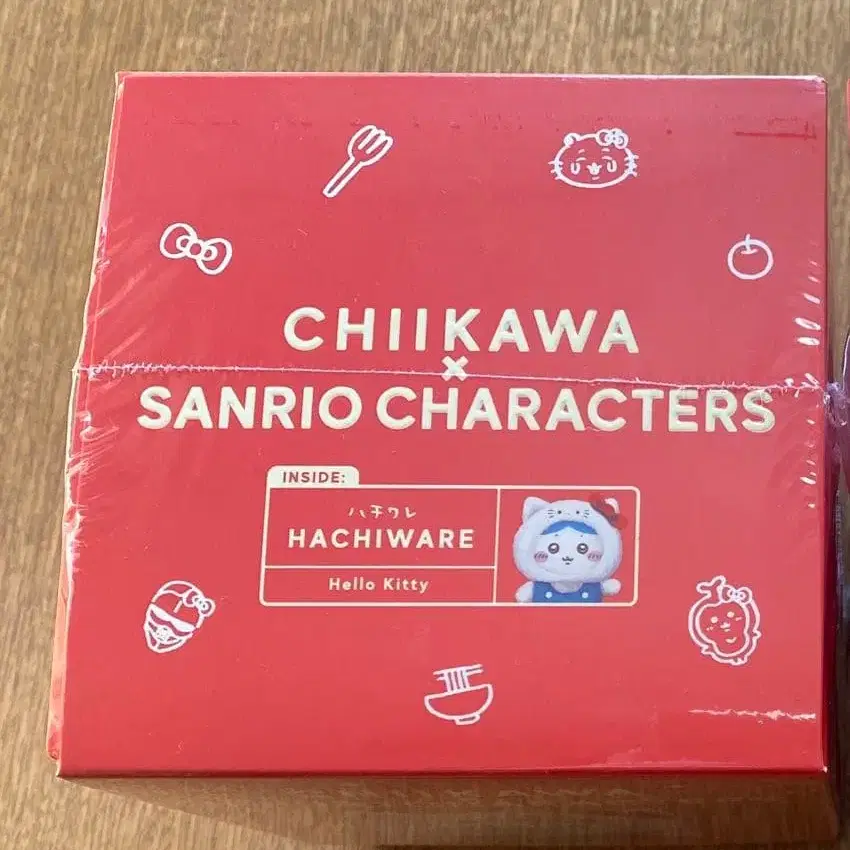 CHIIKAWA
×
SANRIO CHARACTERS
INSIDE:
ハチワレ
HACHIWARE
Hello Kitty